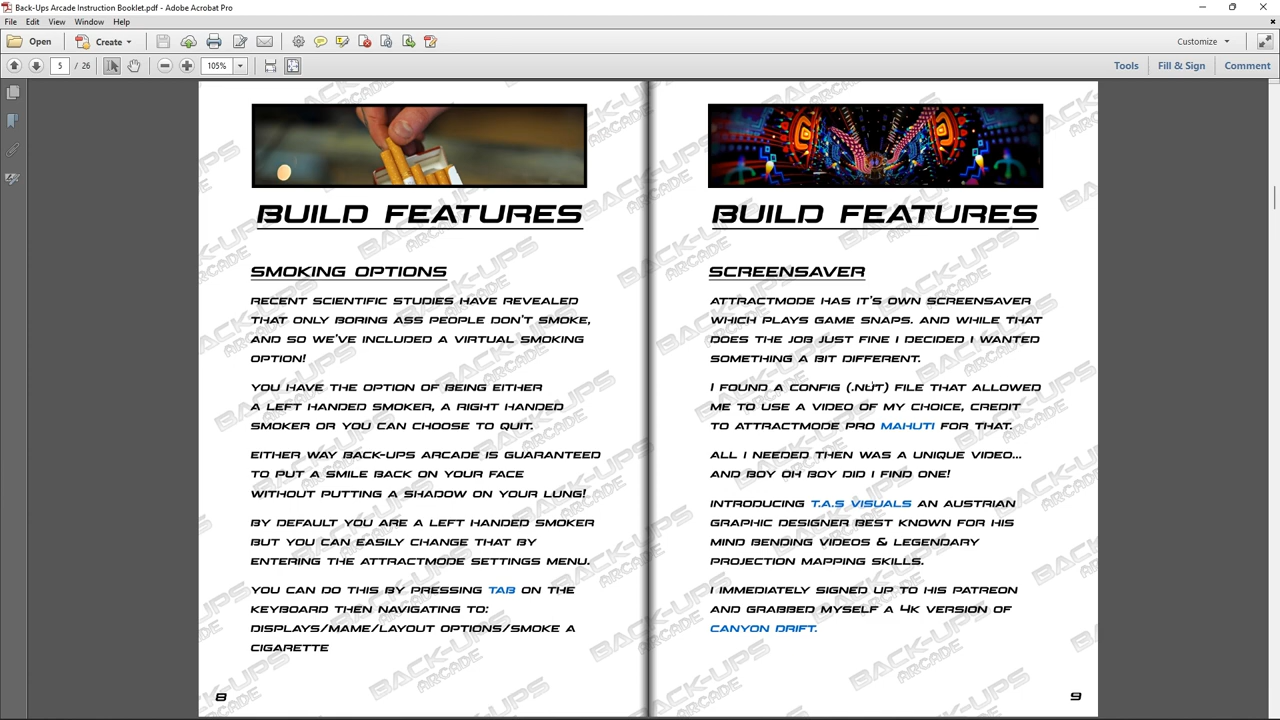 Back-Ups Arcade Instruction Booklet.pdf - Adobe Acrobat Pro
File Edit View Window Help
Open Create Customize
5 / 26 105% Tools Fill & Sign Comment
BUILD FEATURES
SMOKING OPTIONS
RECENT SCIENTIFIC STUDIES HAVE REVEALED
THAT ONLY BORING ASS PEOPLE DON'T SMOKE,
AND SO WE'VE INCLUDED A VIRTUAL SMOKING
OPTION!
YOU HAVE THE OPTION OF BEING EITHER
A LEFT HANDED SMOKER, A RIGHT HANDED
SMOKER OR YOU CAN CHOOSE TO QUIT.
EITHER WAY BACK-UPS ARCADE IS GUARANTEED
TO PUT A SMILE BACK ON YOUR FACE
WITHOUT PUTTING A SHADOW ON YOUR LUNG!
BY DEFAULT YOU ARE A LEFT HANDED SMOKER
BUT YOU CAN EASILY CHANGE THAT BY
ENTERING THE ATTRACTMODE SETTINGS MENU.
YOU CAN DO THIS BY PRESSING TAB ON THE
KEYBOARD THEN NAVIGATING TO:
DISPLAYS/MAME/LAYOUT OPTIONS/SMOKE A
CIGARETTE
8
BUILD FEATURES
SCREENSAVER
ATTRACTMODE HAS IT'S OWN SCREENSAVER
WHICH PLAYS GAME SNAPS. AND WHILE THAT
DOES THE JOB JUST FINE I DECIDED I WANTED
SOMETHING A BIT DIFFERENT.
I FOUND A CONFIG (.NUT) FILE THAT ALLOWED
ME TO USE A VIDEO OF MY CHOICE, CREDIT
TO ATTRACTMODE PRO MAHUTI FOR THAT.
ALL I NEEDED THEN WAS A UNIQUE VIDEO...
AND BOY OH BOY DID I FIND ONE!
INTRODUCING T.A.S VISUALS AN AUSTRIAN
GRAPHIC DESIGNER BEST KNOWN FOR HIS
MIND BENDING VIDEOS & LEGENDARY
PROJECTION MAPPING SKILLS.
I IMMEDIATELY SIGNED UP TO HIS PATREON
AND GRABBED MYSELF A 4K VERSION OF
CANYON DRIFT.
9
BACK-UPS
ARCADE